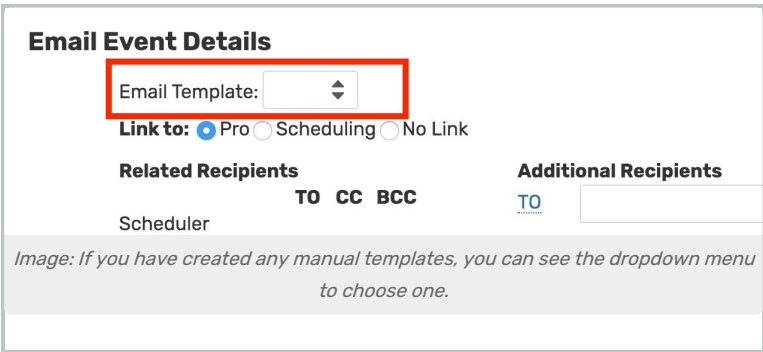 Email Event Details
Email Template:
Link to: Pro Scheduling No Link
Related Recipients Additional Recipients
TO CC BCC TO
Scheduler
Image: If you have created any manual templates, you can see the dropdown menu
to choose one.